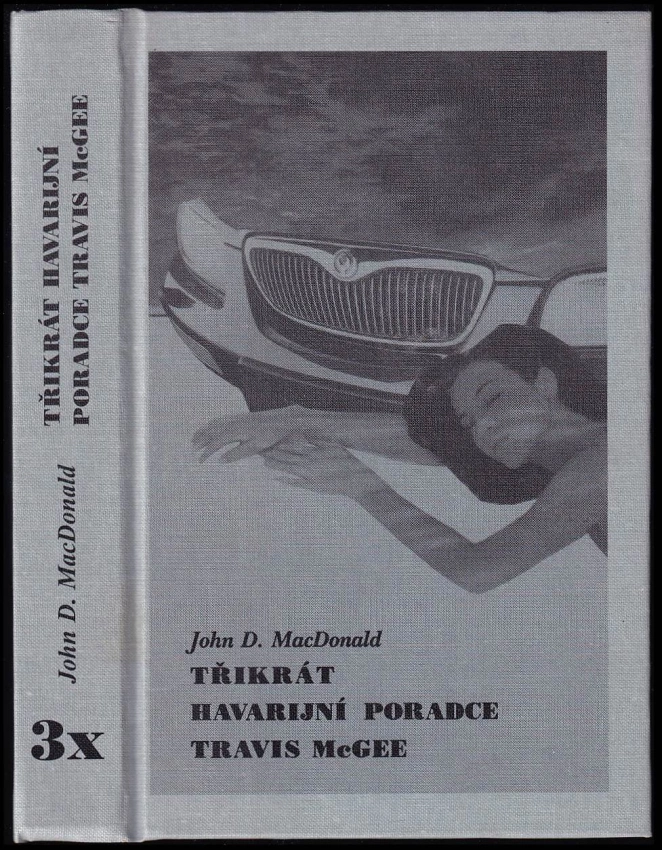 TŘIKRÁT HAVARIJNÍ
PORADCE TRAVIS McGEE
John D. MacDonald
3x
John D. MacDonald
TŘIKRÁT
HAVARIJNÍ PORADCE
TRAVIS McGEE